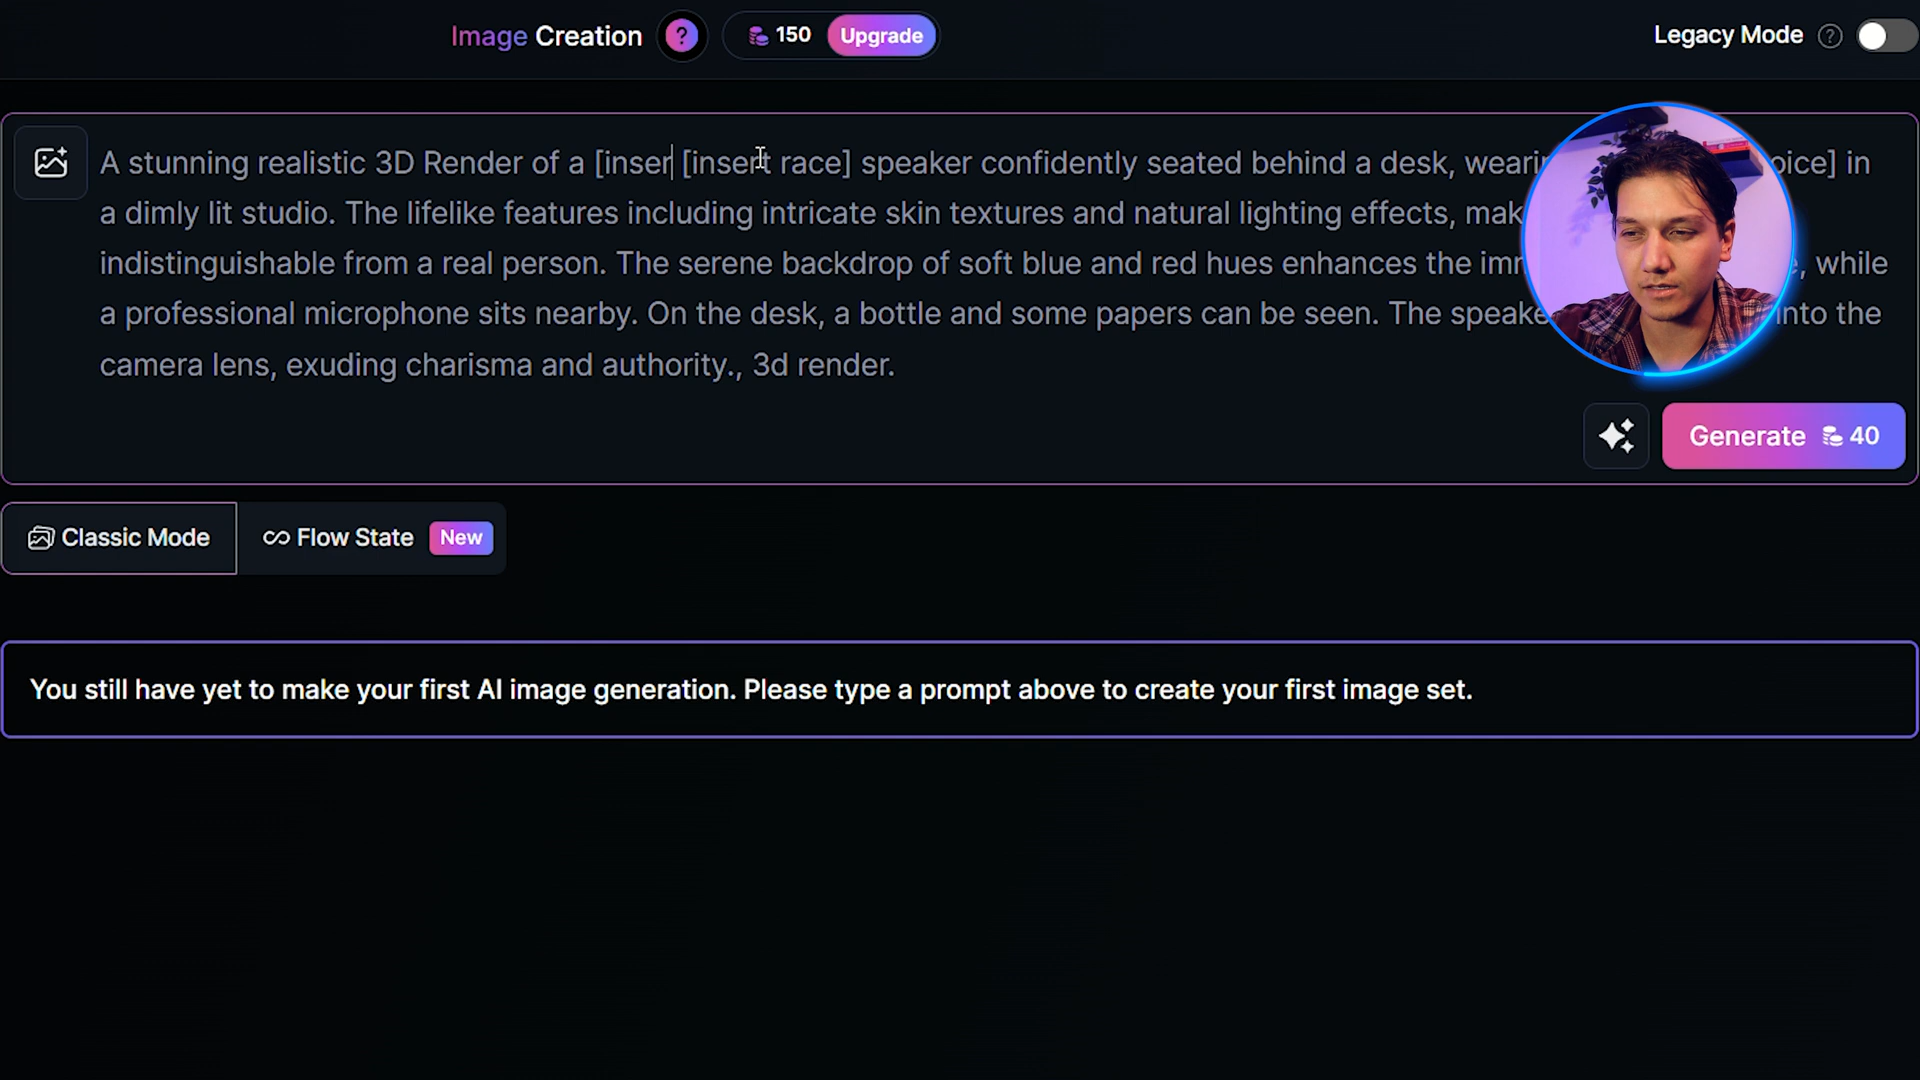 Image Creation ? 150 Upgrade Legacy Mode ?
A stunning realistic 3D Render of a [inser [insert race] speaker confidently seated behind a desk, in
a dimly lit studio. The lifelike features including intricate skin textures and natural lighting effects,
indistinguishable from a real person. The serene backdrop of soft blue and red hues enhances the while
a professional microphone sits nearby. On the desk, a bottle and some papers can be seen. The into the
camera lens, exuding charisma and authority., 3d render.
Generate 40
Classic Mode Flow State New
You still have yet to make your first AI image generation. Please type a prompt above to create your first image set.